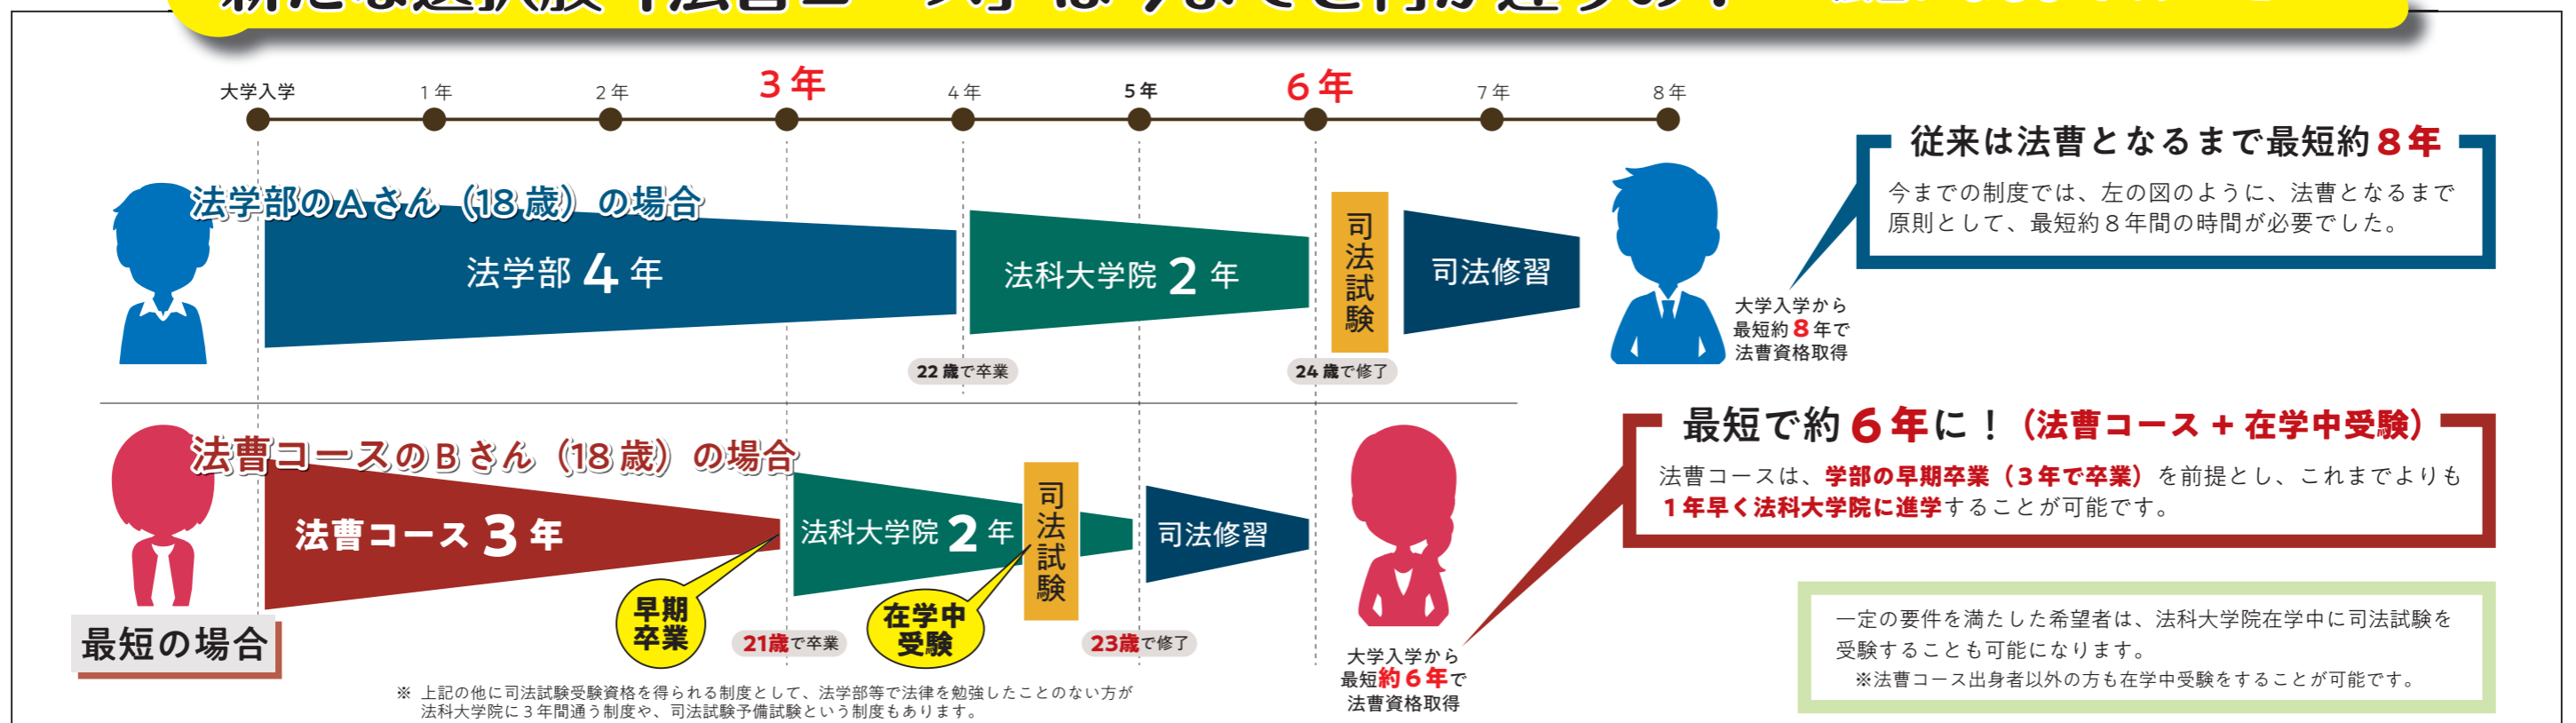 大学入学
1年
2年
3年
4年
5年
6年
7年
8年
法学部のAさん（18歳）の場合
法学部 4 年
法科大学院 2 年
司法試験
司法修習
22歳で卒業
24歳で修了
大学入学から
最短約8年で
法曹資格取得
従来は法曹となるまで最短約8年
今までの制度では、左の図のように、法曹となるまで
原則として、最短約８年間の時間が必要でした。
法曹コースのBさん（18歳）の場合
法曹コース 3 年
法科大学院 2 年
司法試験
司法修習
早期
卒業
在学中
受験
21歳で卒業
23歳で修了
最短の場合
大学入学から
最短約6年で
法曹資格取得
最短で約6年に！（法曹コース + 在学中受験）
法曹コースは、学部の早期卒業（３年で卒業）を前提とし、これまでよりも
１年早く法科大学院に進学することが可能です。
一定の要件を満たした希望者は、法科大学院在学中に司法試験を
受験することも可能になります。
※法曹コース出身者以外の方も在学中受験をすることが可能です。
※ 上記の他に司法試験受験資格を得られる制度として、法学部等で法律を勉強したことのない方が
法科大学院に３年間通う制度や、司法試験予備試験という制度もあります。